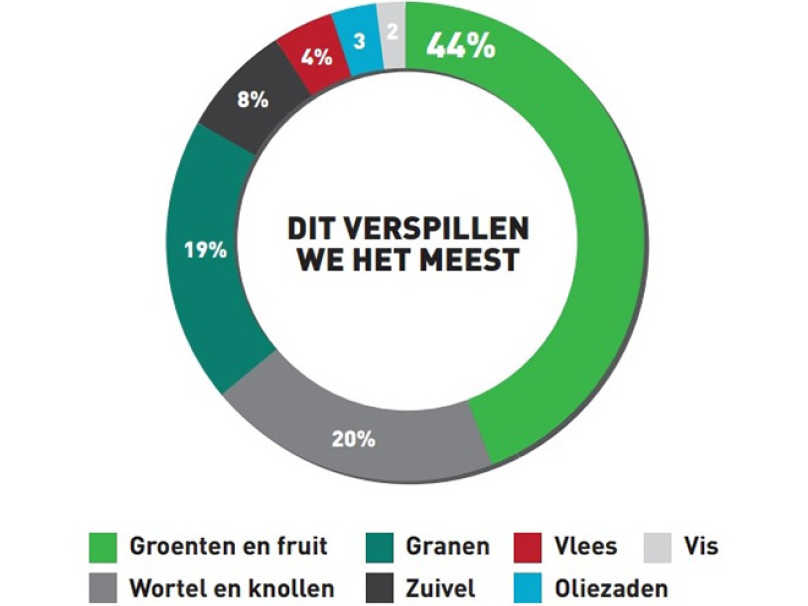 2
3
44%
4%
8%
DIT VERSPILLEN
WE HET MEEST
19%
20%
Groenten en fruit
Granen
Vlees
Vis
Wortel en knollen
Zuivel
Oliezaden